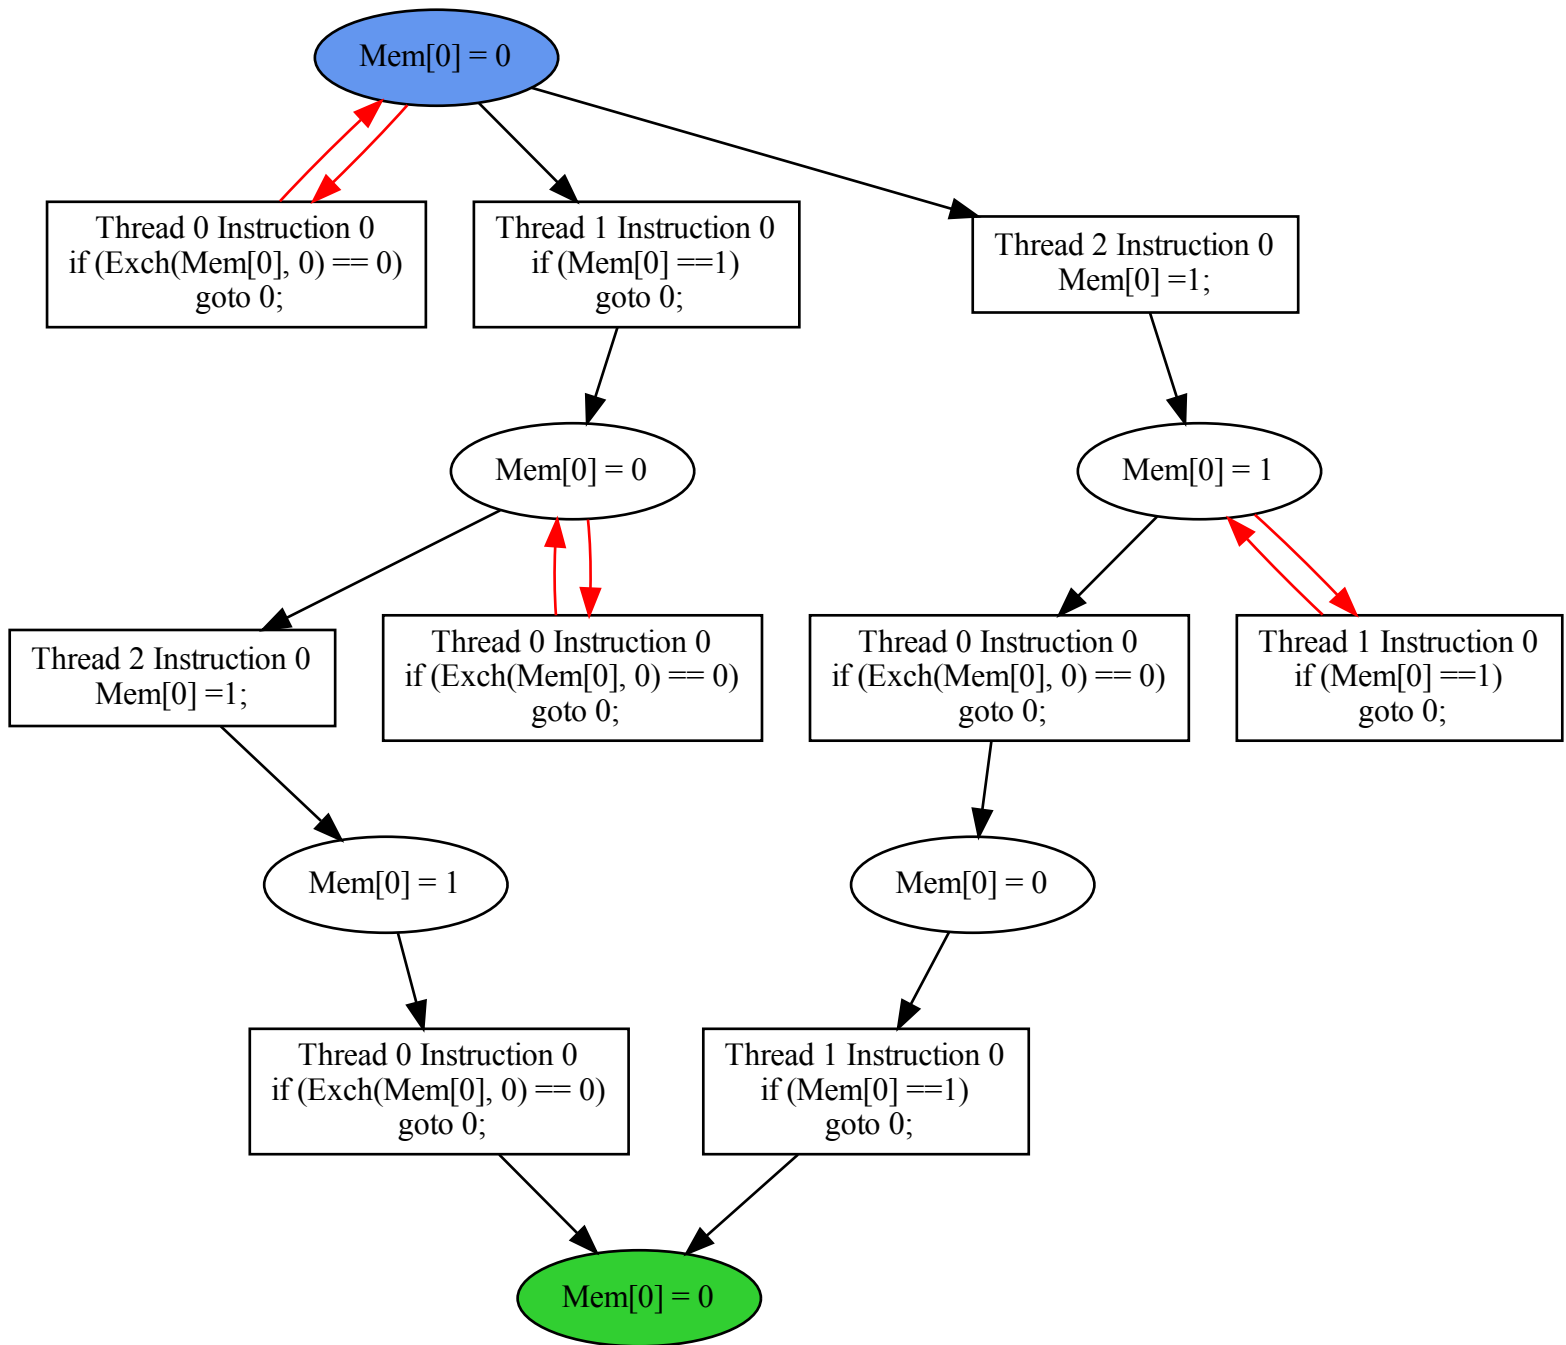 Mem[0] = 0
Thread 0 Instruction 0
if (Exch(Mem[0], 0) == 0)
goto 0;
Thread 1 Instruction 0
if (Mem[0] ==1)
goto 0;
Thread 2 Instruction 0
Mem[0] =1;
Mem[0] = 0
Mem[0] = 1
Thread 2 Instruction 0
Mem[0] =1;
Thread 0 Instruction 0
if (Exch(Mem[0], 0) == 0)
goto 0;
Thread 0 Instruction 0
if (Exch(Mem[0], 0) == 0)
goto 0;
Thread 1 Instruction 0
if (Mem[0] ==1)
goto 0;
Mem[0] = 1
Mem[0] = 0
Thread 0 Instruction 0
if (Exch(Mem[0], 0) == 0)
goto 0;
Thread 1 Instruction 0
if (Mem[0] ==1)
goto 0;
Mem[0] = 0